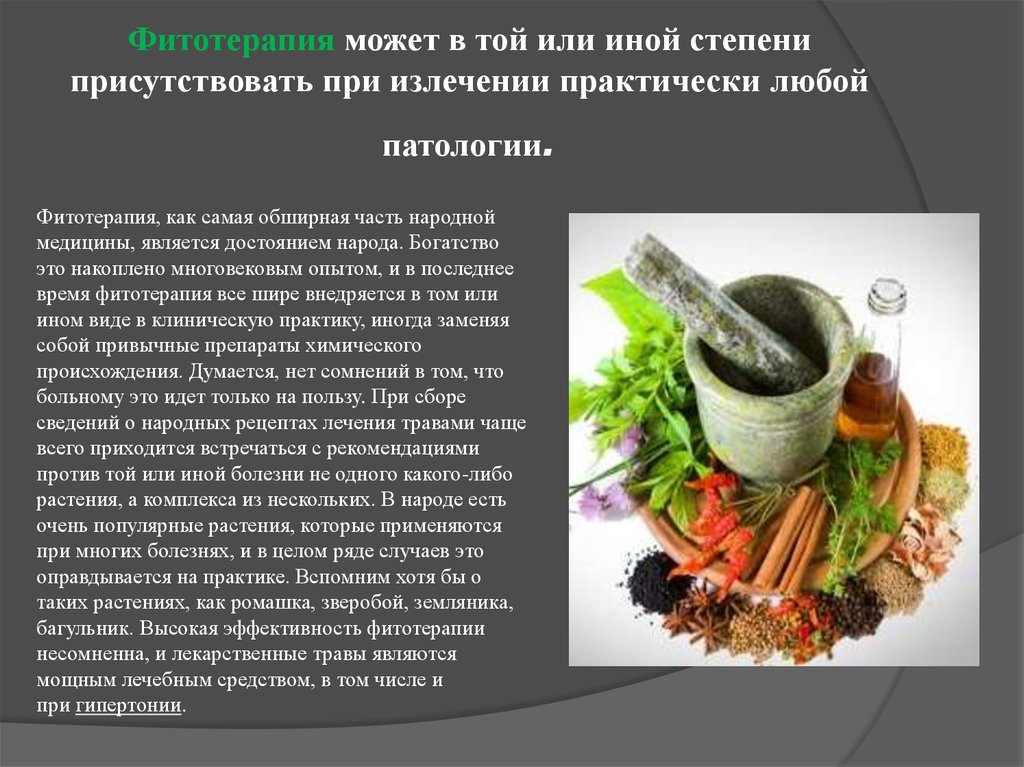 Фитотерапия может в той или иной степени
присутствовать при излечении практически любой
патологии.
Фитотерапия, как самая обширная часть народной
медицины, является достоянием народа. Богатство
это накоплено многовековым опытом, и в последнее
время фитотерапия все шире внедряется в том или
ином виде в клиническую практику, иногда заменяя
собой привычные препараты химического
происхождения. Думается, нет сомнений в том, что
больному это идет только на пользу. При сборе
сведений о народных рецептах лечения травами чаще
всего приходится встречаться с рекомендациями
против той или иной болезни не одного какого-либо
растения, а комплекса из нескольких. В народе есть
очень популярные растения, которые применяются
при многих болезнях, и в целом ряде случаев это
оправдывается на практике. Вспомним хотя бы о
таких растениях, как ромашка, зверобой, земляника,
багульник. Высокая эффективность фитотерапии
несомненна, и лекарственные травы являются
мощным лечебным средством, в том числе и
при гипертонии.